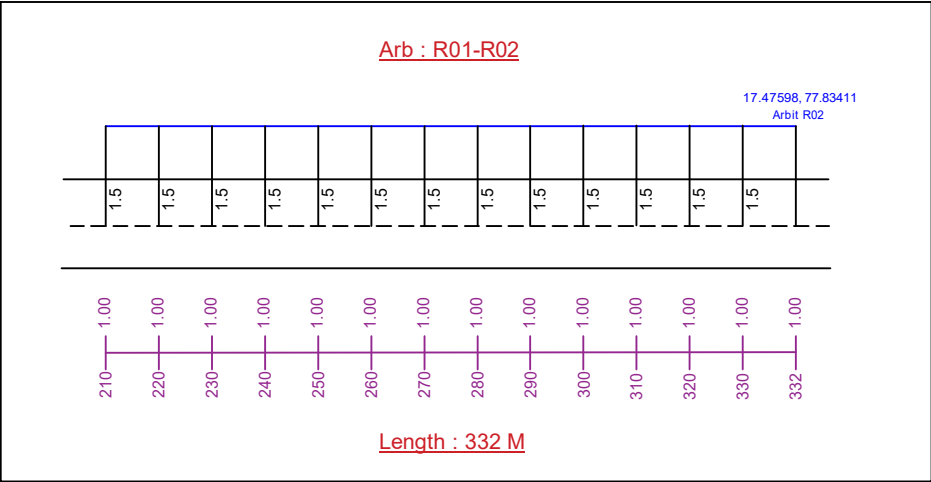 Arb : R01-R02
17.47598, 77.83411
Arbit R02
1.5 1.5 1.5 1.5 1.5 1.5 1.5 1.5 1.5 1.5 1.5 1.5 1.5
1.00 1.00 1.00 1.00 1.00 1.00 1.00 1.00 1.00 1.00 1.00 1.00 1.00 1.00
210 220 230 240 250 260 270 280 290 300 310 320 330 332
Length : 332 M